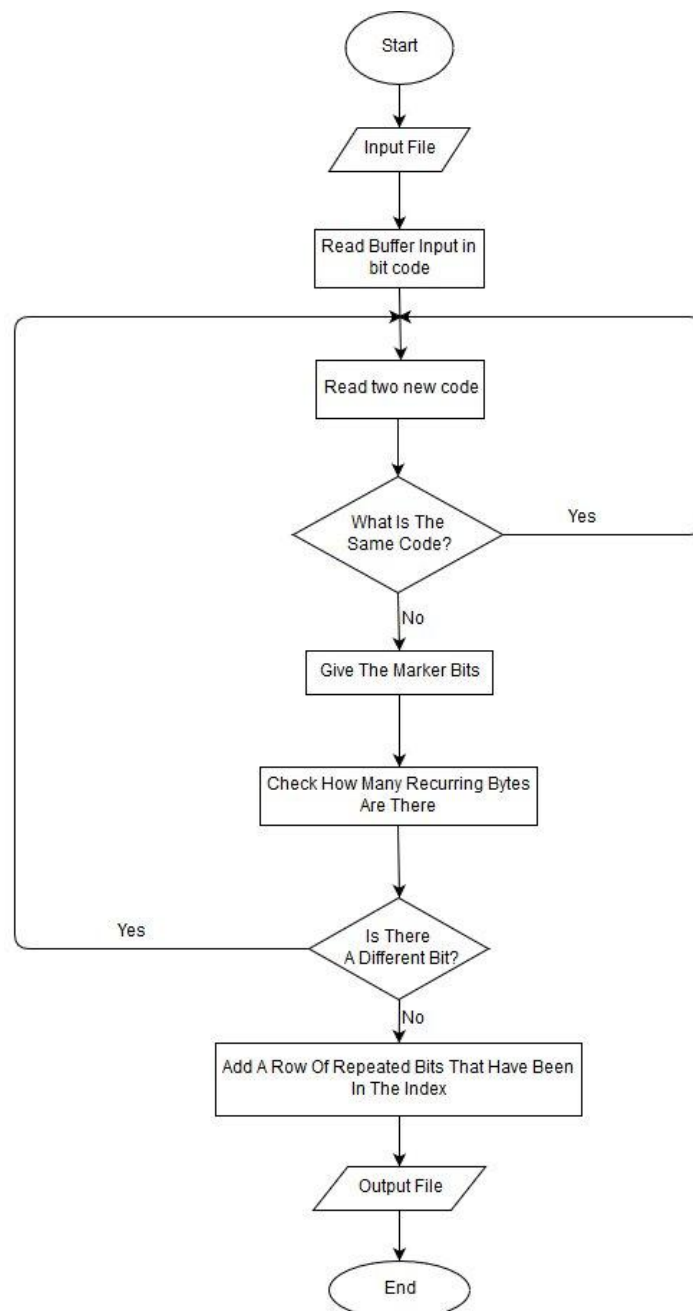 Start
Input File
Read Buffer Input in
bit code
Read two new code
What Is The
Same Code?
Yes
No
Give The Marker Bits
Check How Many Recurring Bytes
Are There
Yes
Is There
A Different Bit?
No
Add A Row Of Repeated Bits That Have Been
In The Index
Output File
End